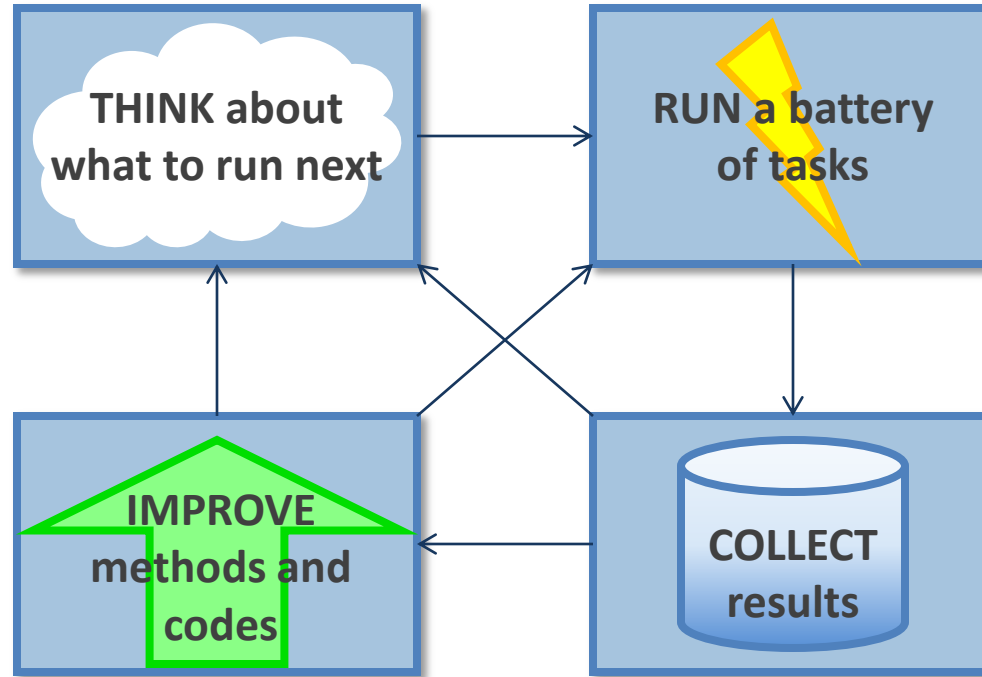 THINK about
what to run next
RUN a battery
of tasks
IMPROVE
methods and
codes
COLLECT
results